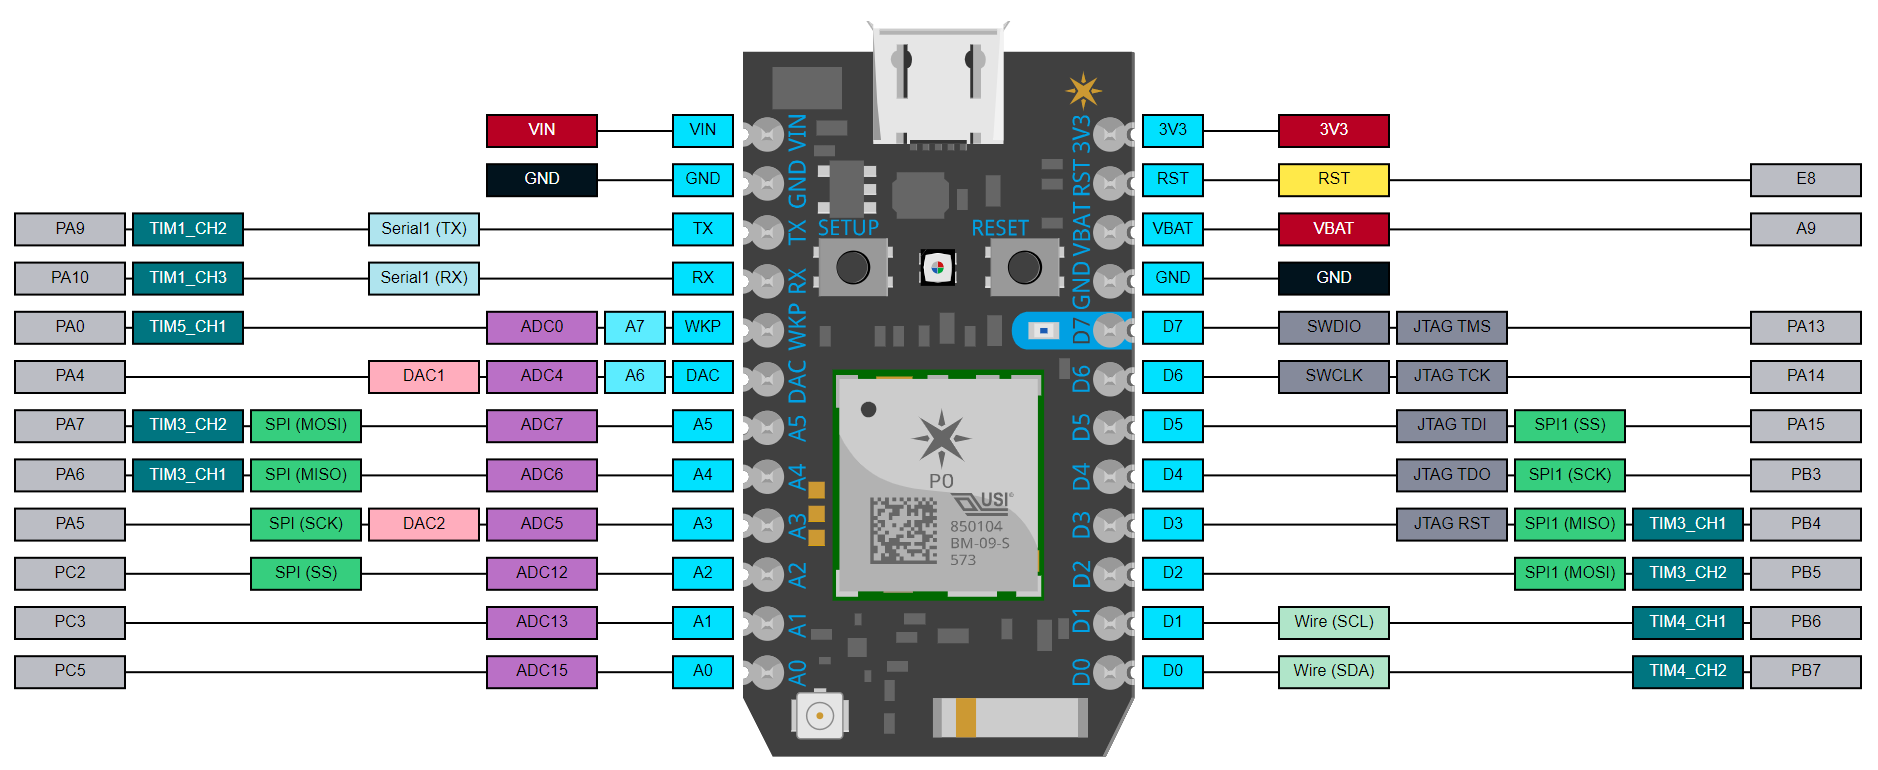 VIN VIN VIN 3V3 3V3 3V3
GND GND GND RST RST RST E8
PA9 TIM1_CH2 Serial1 (TX) TX TX SETUP RESET VBAT VBAT VBAT A9
PA10 TIM1_CH3 Serial1 (RX) RX RX GND GND GND
PA0 TIM5_CH1 ADC0 A7 WKP WKP D7 D7 SWDIO JTAG TMS PA13
PA4 DAC1 ADC4 A6 DAC DAC D6 D6 SWCLK JTAG TCK PA14
PA7 TIM3_CH2 SPI (MOSI) ADC7 A5 A5 D5 D5 JTAG TDI SPI1 (SS) PA15
PA6 TIM3_CH1 SPI (MISO) ADC6 A4 A4 D4 D4 JTAG TDO SPI1 (SCK) PB3
P0
USI®
PA5 SPI (SCK) DAC2 ADC5 A3 A3 850104 D3 D3 JTAG RST SPI1 (MISO) TIM3_CH1 PB4
BM-09-S
573
PC2 SPI (SS) ADC12 A2 A2 D2 D2 SPI1 (MOSI) TIM3_CH2 PB5
PC3 ADC13 A1 A1 D1 D1 Wire (SCL) TIM4_CH1 PB6
PC5 ADC15 A0 A0 D0 D0 Wire (SDA) TIM4_CH2 PB7